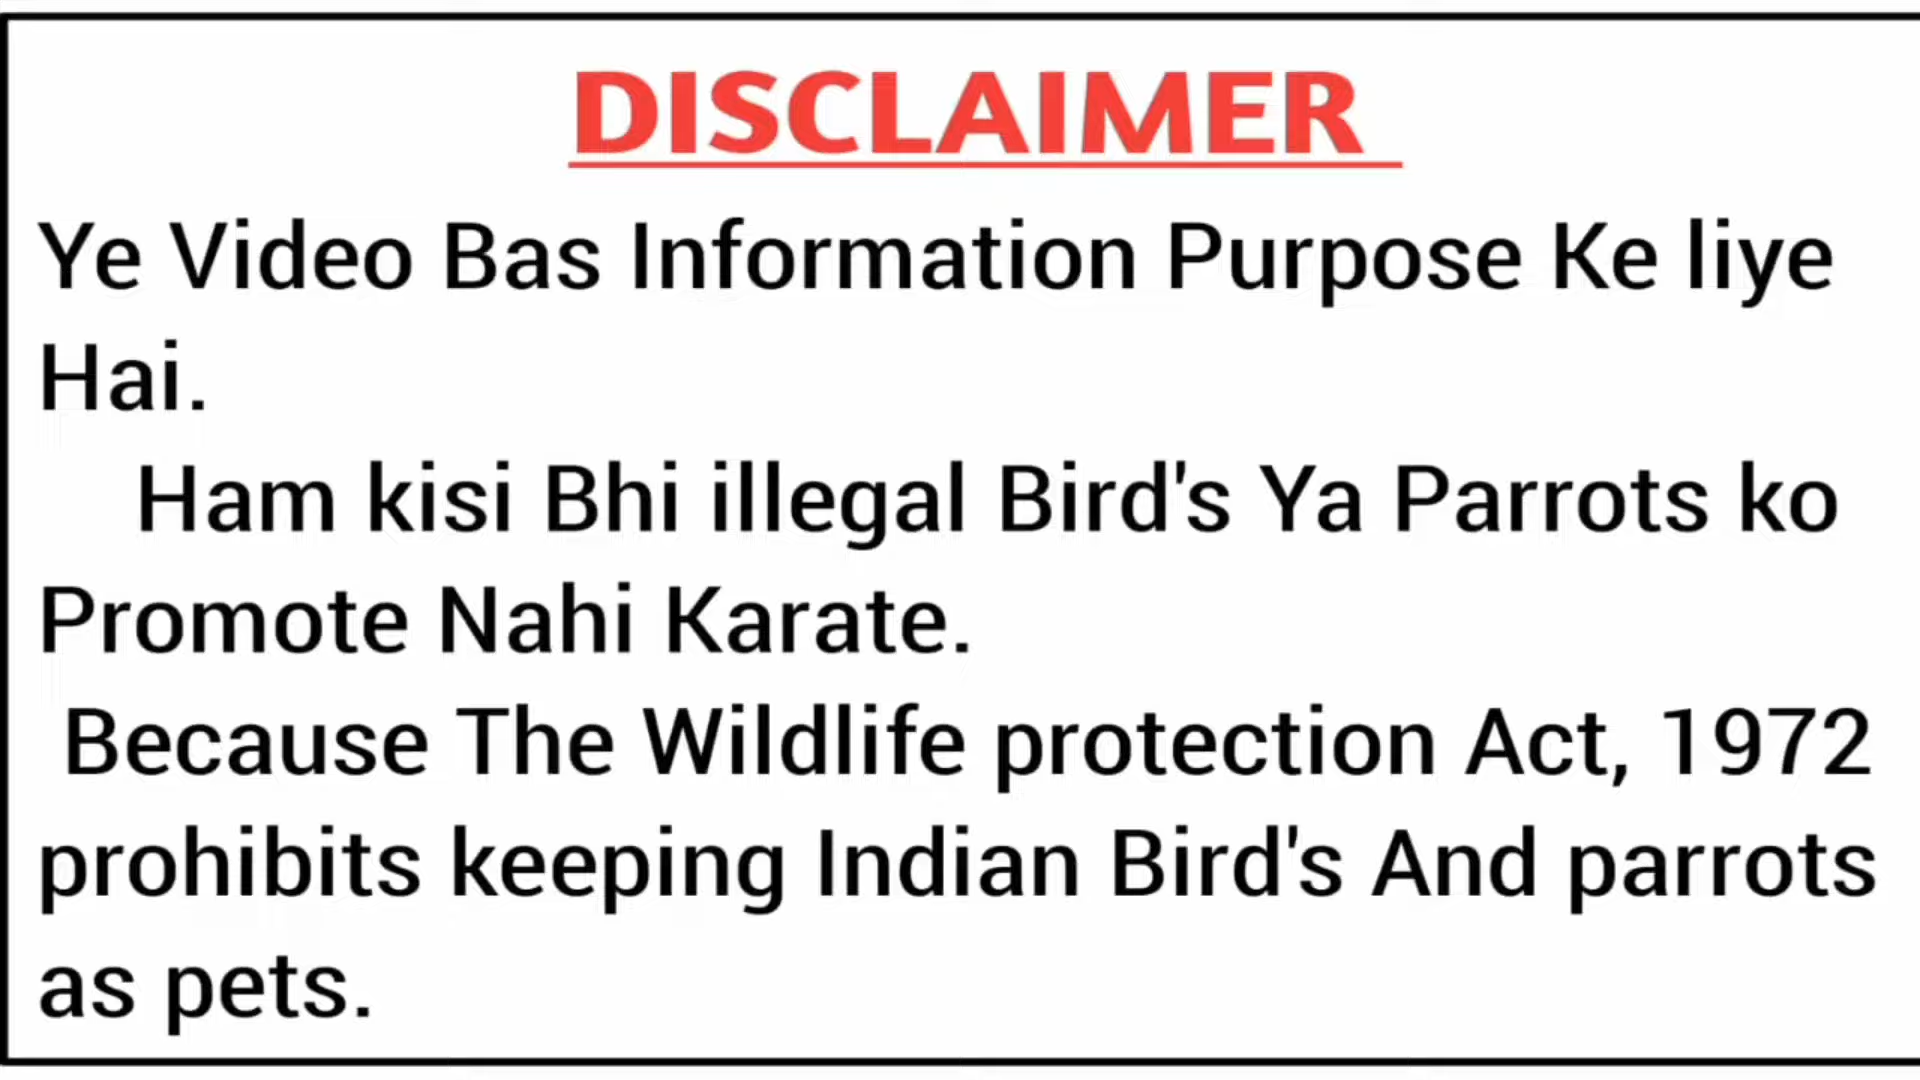 DISCLAIMER
Ye Video Bas Information Purpose Ke liye
Hai.
Ham kisi Bhi illegal Bird's Ya Parrots ko
Promote Nahi Karate.
Because The Wildlife protection Act, 1972
prohibits keeping Indian Bird's And parrots
as pets.